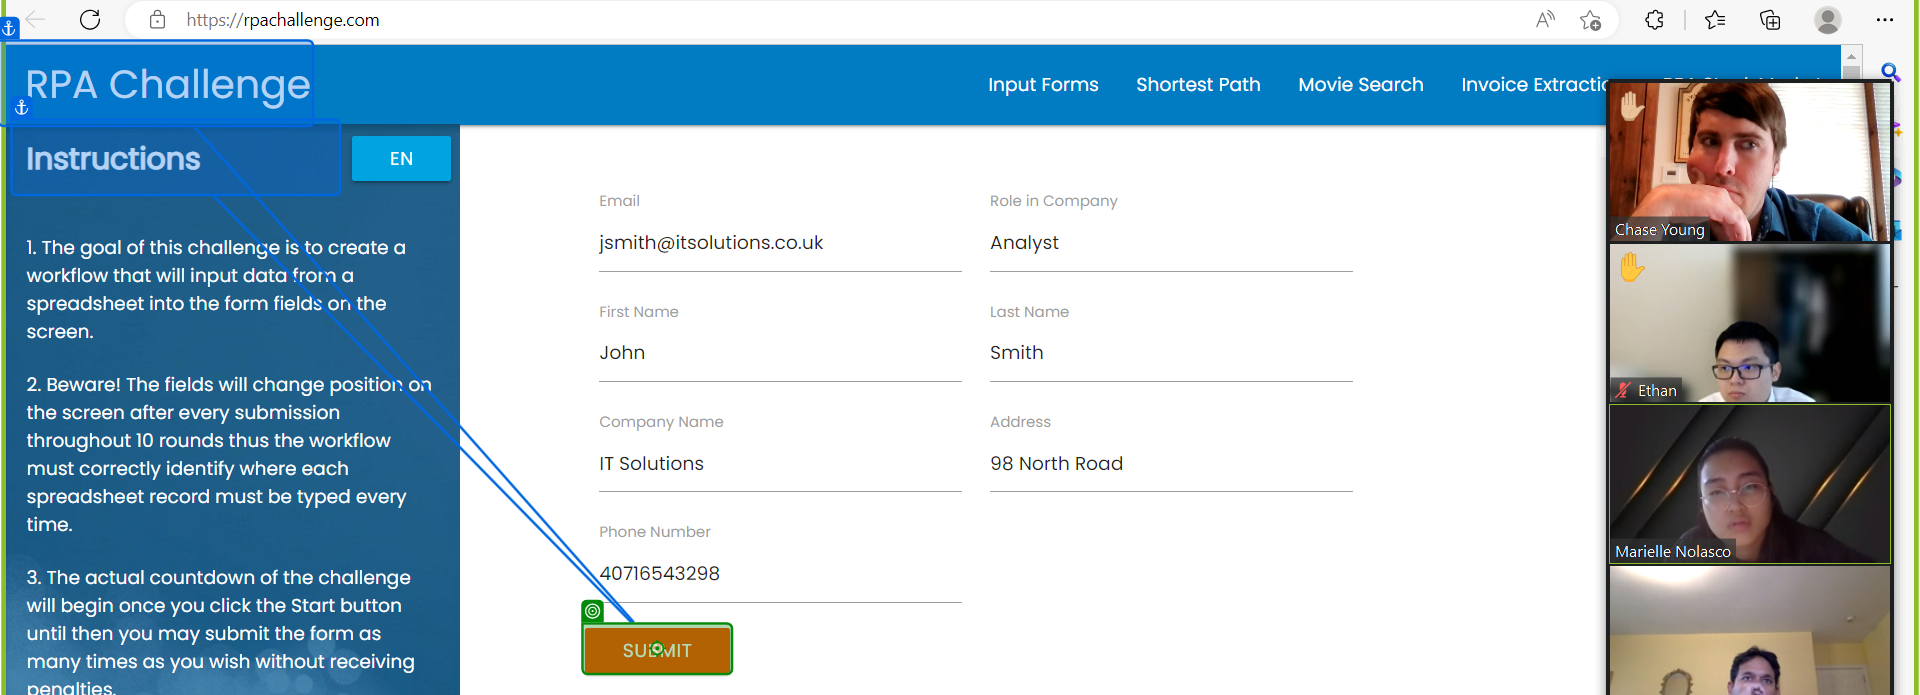 https://rpachallenge.com
RPA Challenge
Input Forms
Shortest Path
Movie Search
Invoice
Instructions
EN
1. The goal of this challenge is to create a
workflow that will input data from a
spreadsheet into the form fields on the
screen.
2. Beware! The fields will change position on
the screen after every submission
throughout 10 rounds thus the workflow
must correctly identify where each
spreadsheet record must be typed every
time.
3. The actual countdown of the challenge
will begin once you click the Start button
until then you may submit the form as
many times as you wish without receiving
penalties.
Email
jsmith@itsolutions.co.uk
Role in Company
Analyst
First Name
John
Last Name
Smith
Company Name
IT Solutions
Address
98 North Road
Phone Number
40716543298
SUBMIT
Chase Young
Ethan
Marielle Nolasco